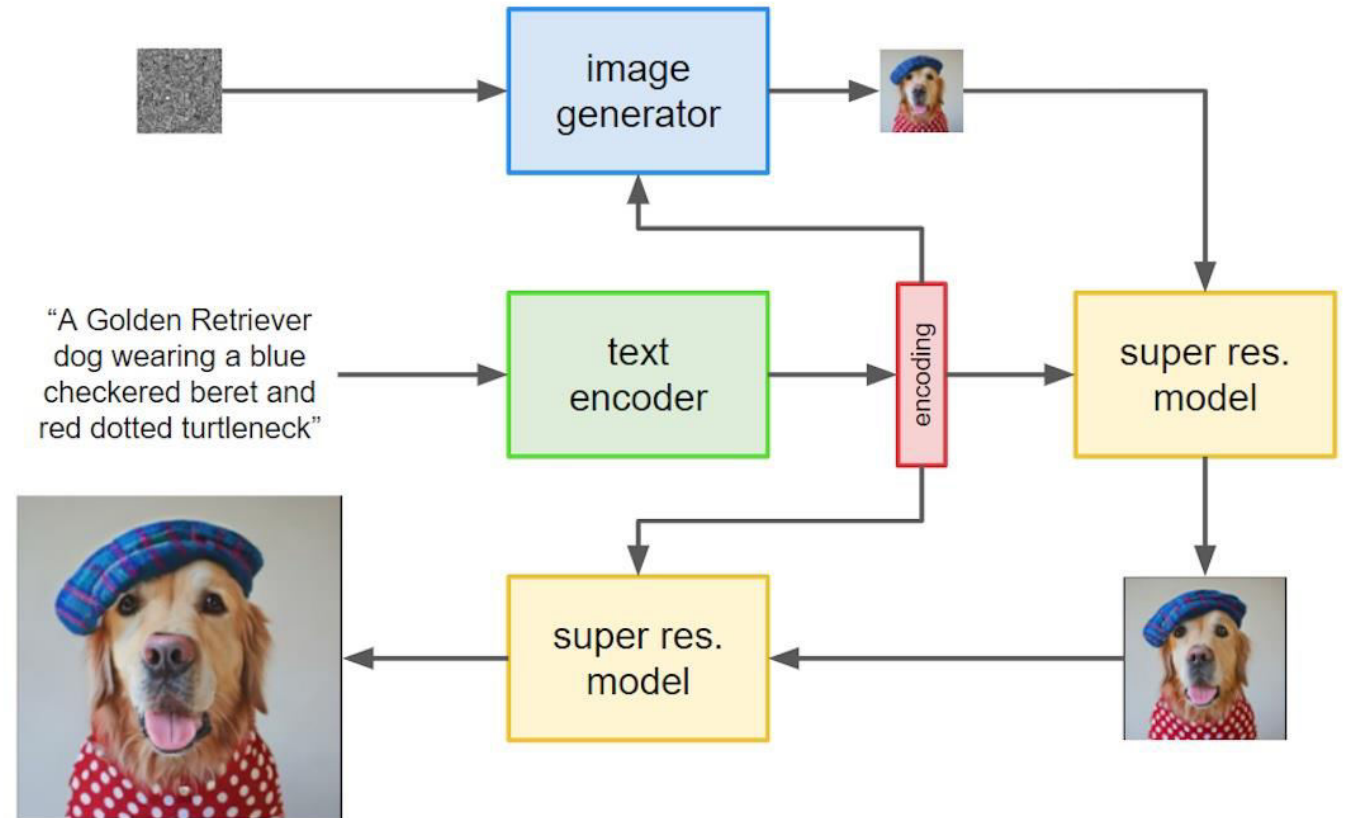 image
generator
“A Golden Retriever
dog wearing a blue
checkered beret and
red dotted turtleneck”
text
encoder
encoding
super res.
model
super res.
model